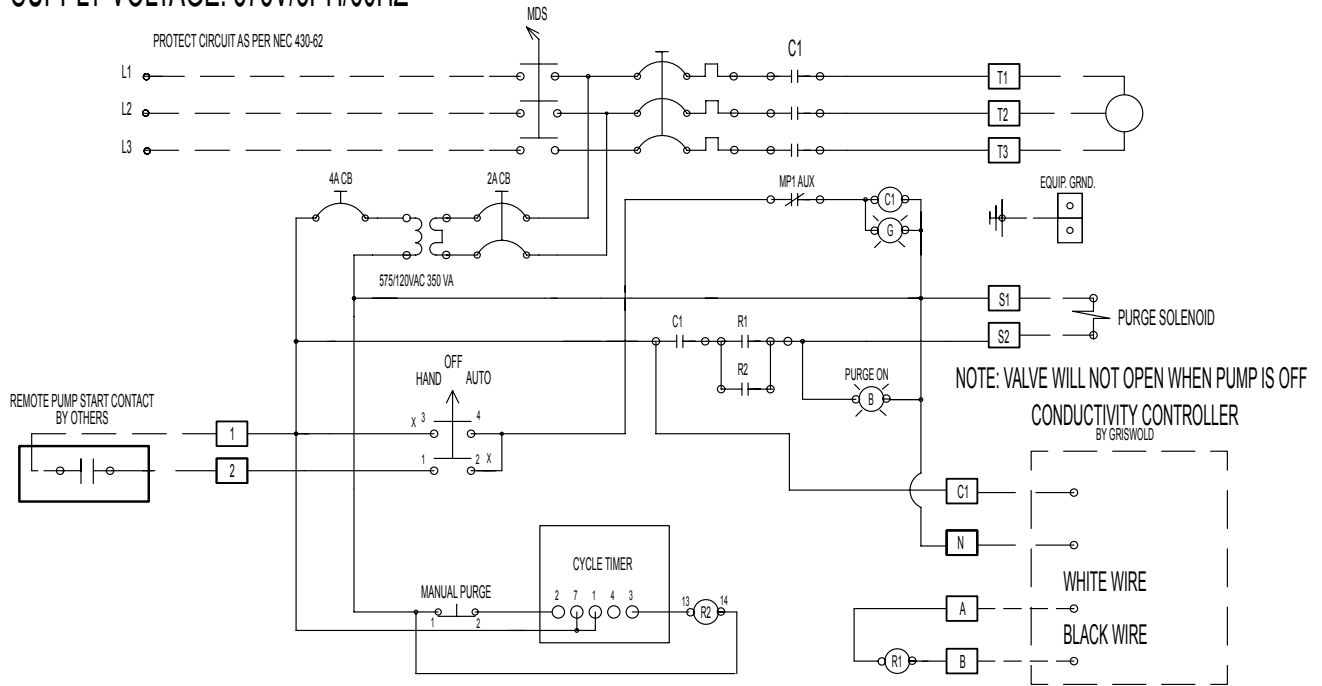 MDS
PROTECT CIRCUIT AS PER NEC 430-62
C1
L1
T1
L2
T2
L3
T3
4A CB
2A CB
MP1 AUX
EQUIP. GRND.
C1
G
575/120VAC 350 VA
S1
PURGE SOLENOID
C1
R1
S2
R2
OFF
HAND
AUTO
PURGE ON
B
NOTE: VALVE WILL NOT OPEN WHEN PUMP IS OFF
REMOTE PUMP START CONTACT
BY OTHERS
CONDUCTIVITY CONTROLLER
BY GRISWOLD
1
X 3
4
2
1
2 X
C1
N
CYCLE TIMER
WHITE WIRE
MANUAL PURGE
2 7 1 4 3
13
14
R2
A
1
2
BLACK WIRE
R1
B